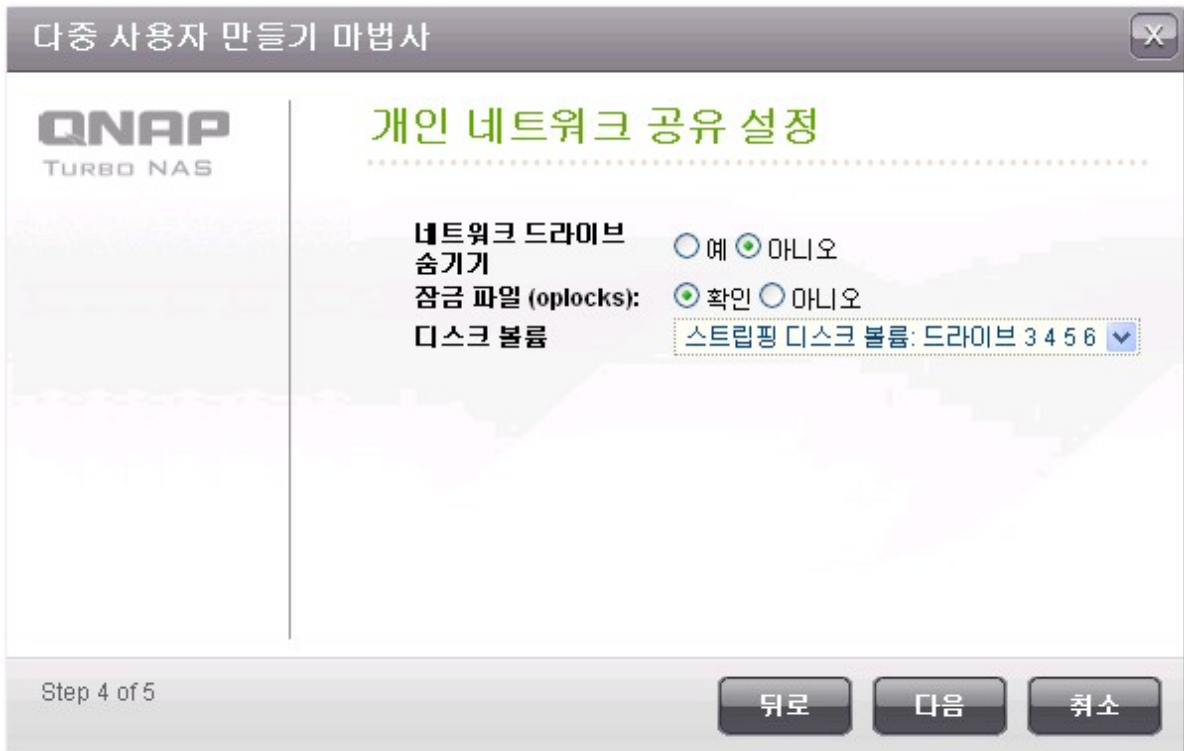 다중 사용자 만들기 마법사
X
QNAP
TURBO NAS
개인 네트워크 공유 설정
네트워크 드라이브
숨기기
예 아니오
잠금 파일 (oplocks): 확인 아니오
디스크 볼륨 스트립핑 디스크 볼륨: 드라이브 3 4 5 6
Step 4 of 5
뒤로 다음 취소